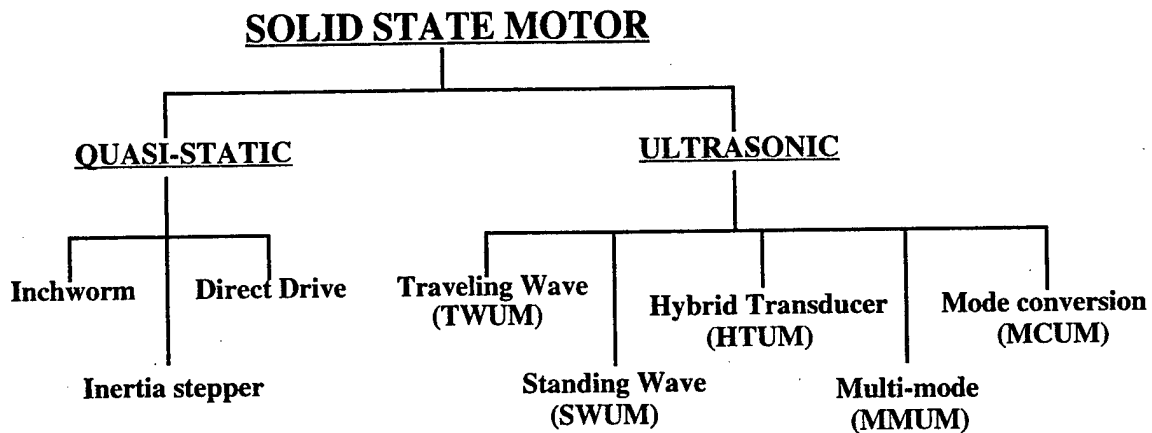 SOLID STATE MOTOR
QUASI-STATIC
ULTRASONIC
Inchworm
Direct Drive
Inertia stepper
Traveling Wave
(TWUM)
Standing Wave
(SWUM)
Hybrid Transducer
(HTUM)
Multi-mode
(MMUM)
Mode conversion
(MCUM)